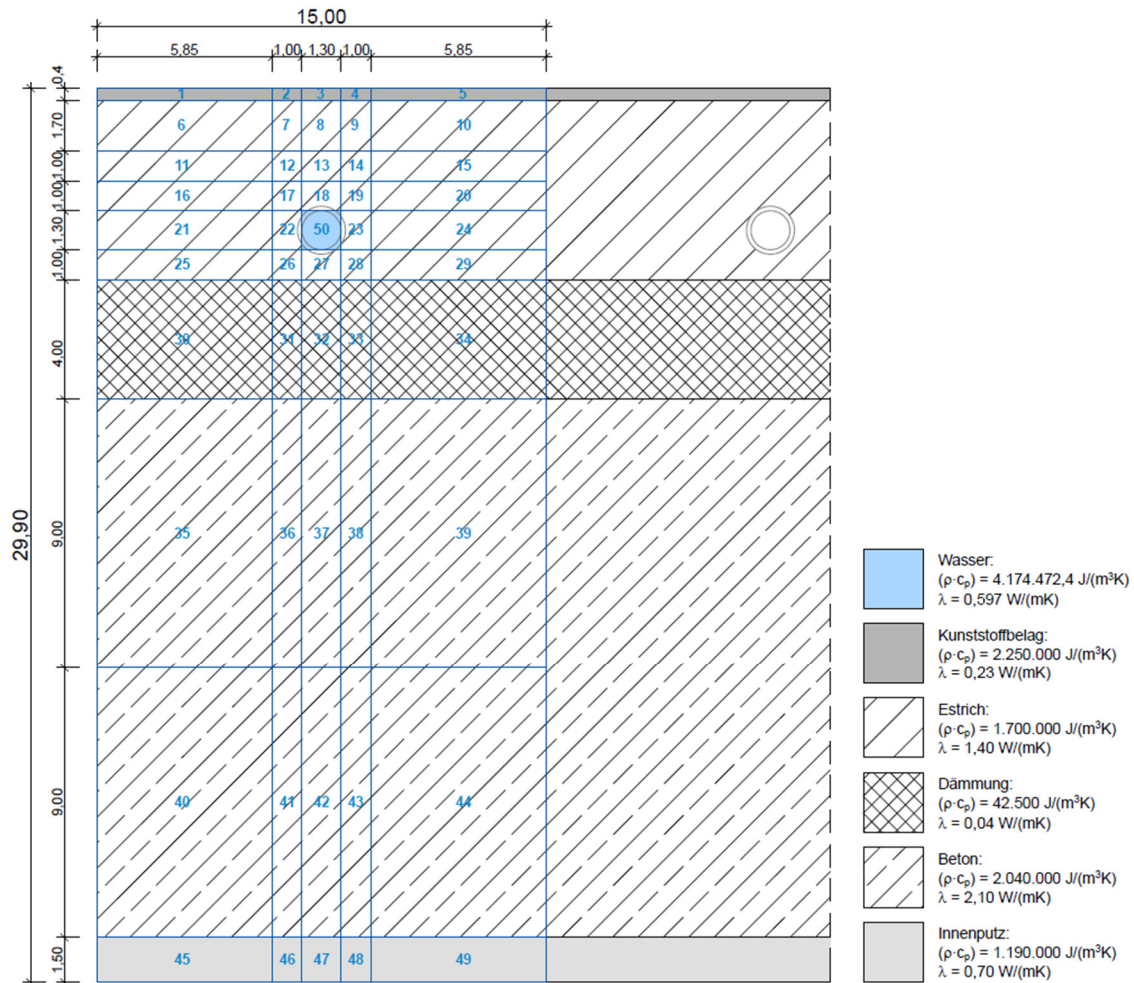 15,00
5,85 1,00 1,30 1,00 5,85
0,4
1 2 3 4 5
1,70
6 7 8 9 10
1,00
11 12 13 14 15
1,00
16 17 18 19 20
1,30
21 22 50 23 24
1,00
25 26 27 28 29
4,00
30 31 32 33 34
29,90
9,00
35 36 37 38 39
9,00
40 41 42 43 44
1,50
45 46 47 48 49
Wasser:
(ρ·cp) = 4.174.472,4 J/(m³K)
λ = 0,597 W/(mK)
Kunststoffbelag:
(ρ·cp) = 2.250.000 J/(m³K)
λ = 0,23 W/(mK)
Estrich:
(ρ·cp) = 1.700.000 J/(m³K)
λ = 1,40 W/(mK)
Dämmung:
(ρ·cp) = 42.500 J/(m³K)
λ = 0,04 W/(mK)
Beton:
(ρ·cp) = 2.040.000 J/(m³K)
λ = 2,10 W/(mK)
Innenputz:
(ρ·cp) = 1.190.000 J/(m³K)
λ = 0,70 W/(mK)